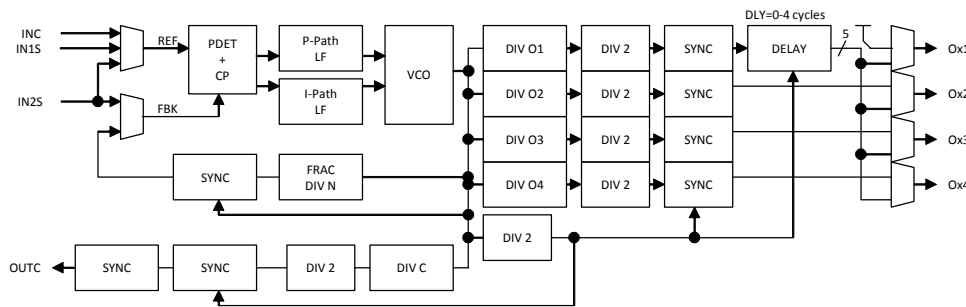 DLY=0-4 cycles
INC
IN1S
IN2S
REF
FBK
PDET
+
CP
P-Path
LF
I-Path
LF
VCO
DIV O1
DIV 2
SYNC
DELAY
5
Ox1
DIV O2
DIV 2
SYNC
Ox2
DIV O3
DIV 2
SYNC
Ox3
DIV O4
DIV 2
SYNC
Ox4
SYNC
FRAC
DIV N
DIV 2
OUTC
SYNC
SYNC
DIV 2
DIV C